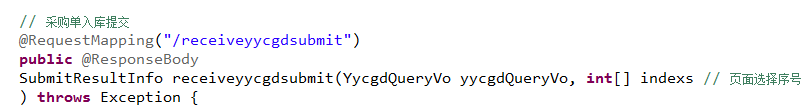 // 采购单入库提交
@RequestMapping("/receiveyycgdsubmit")
public @ResponseBody
SubmitResultInfo receiveyycgdsubmit(YycgdQueryVo yycgdQueryVo, int[] indexs // 页面选择序号
) throws Exception {